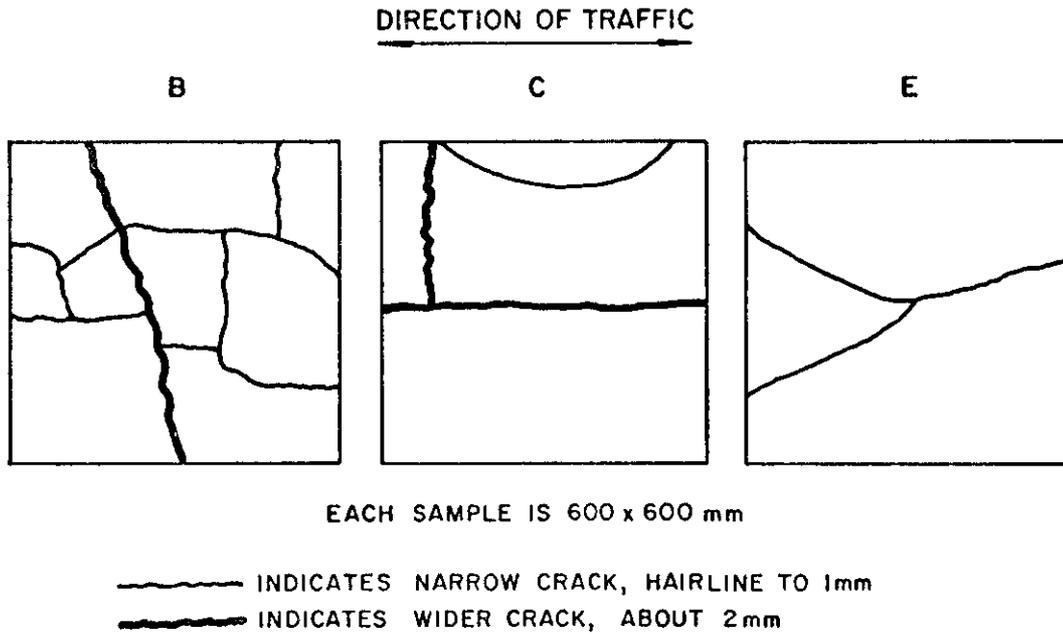 DIRECTION OF TRAFFIC
B C E
EACH SAMPLE IS 600 x 600 mm
INDICATES NARROW CRACK, HAIRLINE TO 1mm
INDICATES WIDER CRACK, ABOUT 2mm